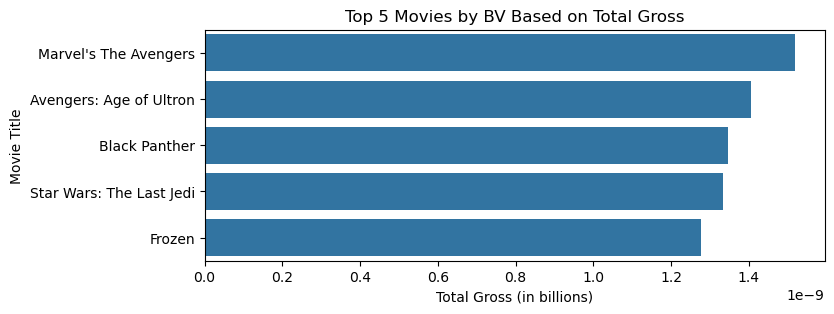 Top 5 Movies by BV Based on Total Gross
Movie Title
Marvel's The Avengers
Avengers: Age of Ultron
Black Panther
Star Wars: The Last Jedi
Frozen
0.0 0.2 0.4 0.6 0.8 1.0 1.2 1.4
1e−9
Total Gross (in billions)